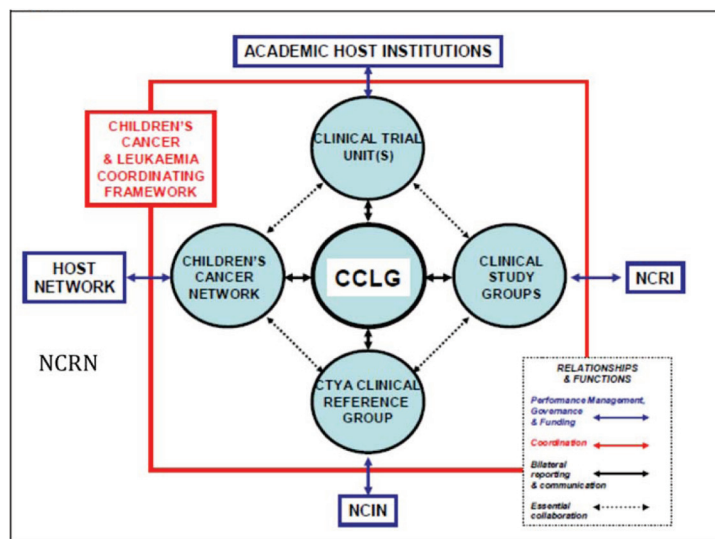 ACADEMIC HOST INSTITUTIONS
CHILDREN'S
CANCER
& LEUKAEMIA
COORDINATING
FRAMEWORK
CLINICAL TRIAL
UNIT(S)
HOST
NETWORK
CHILDREN'S
CANCER
NETWORK
CCLG
CLINICAL
STUDY
GROUPS
NCRI
NCRN
CTYA CLINICAL
REFERENCE
GROUP
NCIN
RELATIONSHIPS
& FUNCTIONS
Performance Management,
Governance
& Funding
Coordination
Bilateral
reporting
& communication
Essential
collaboration